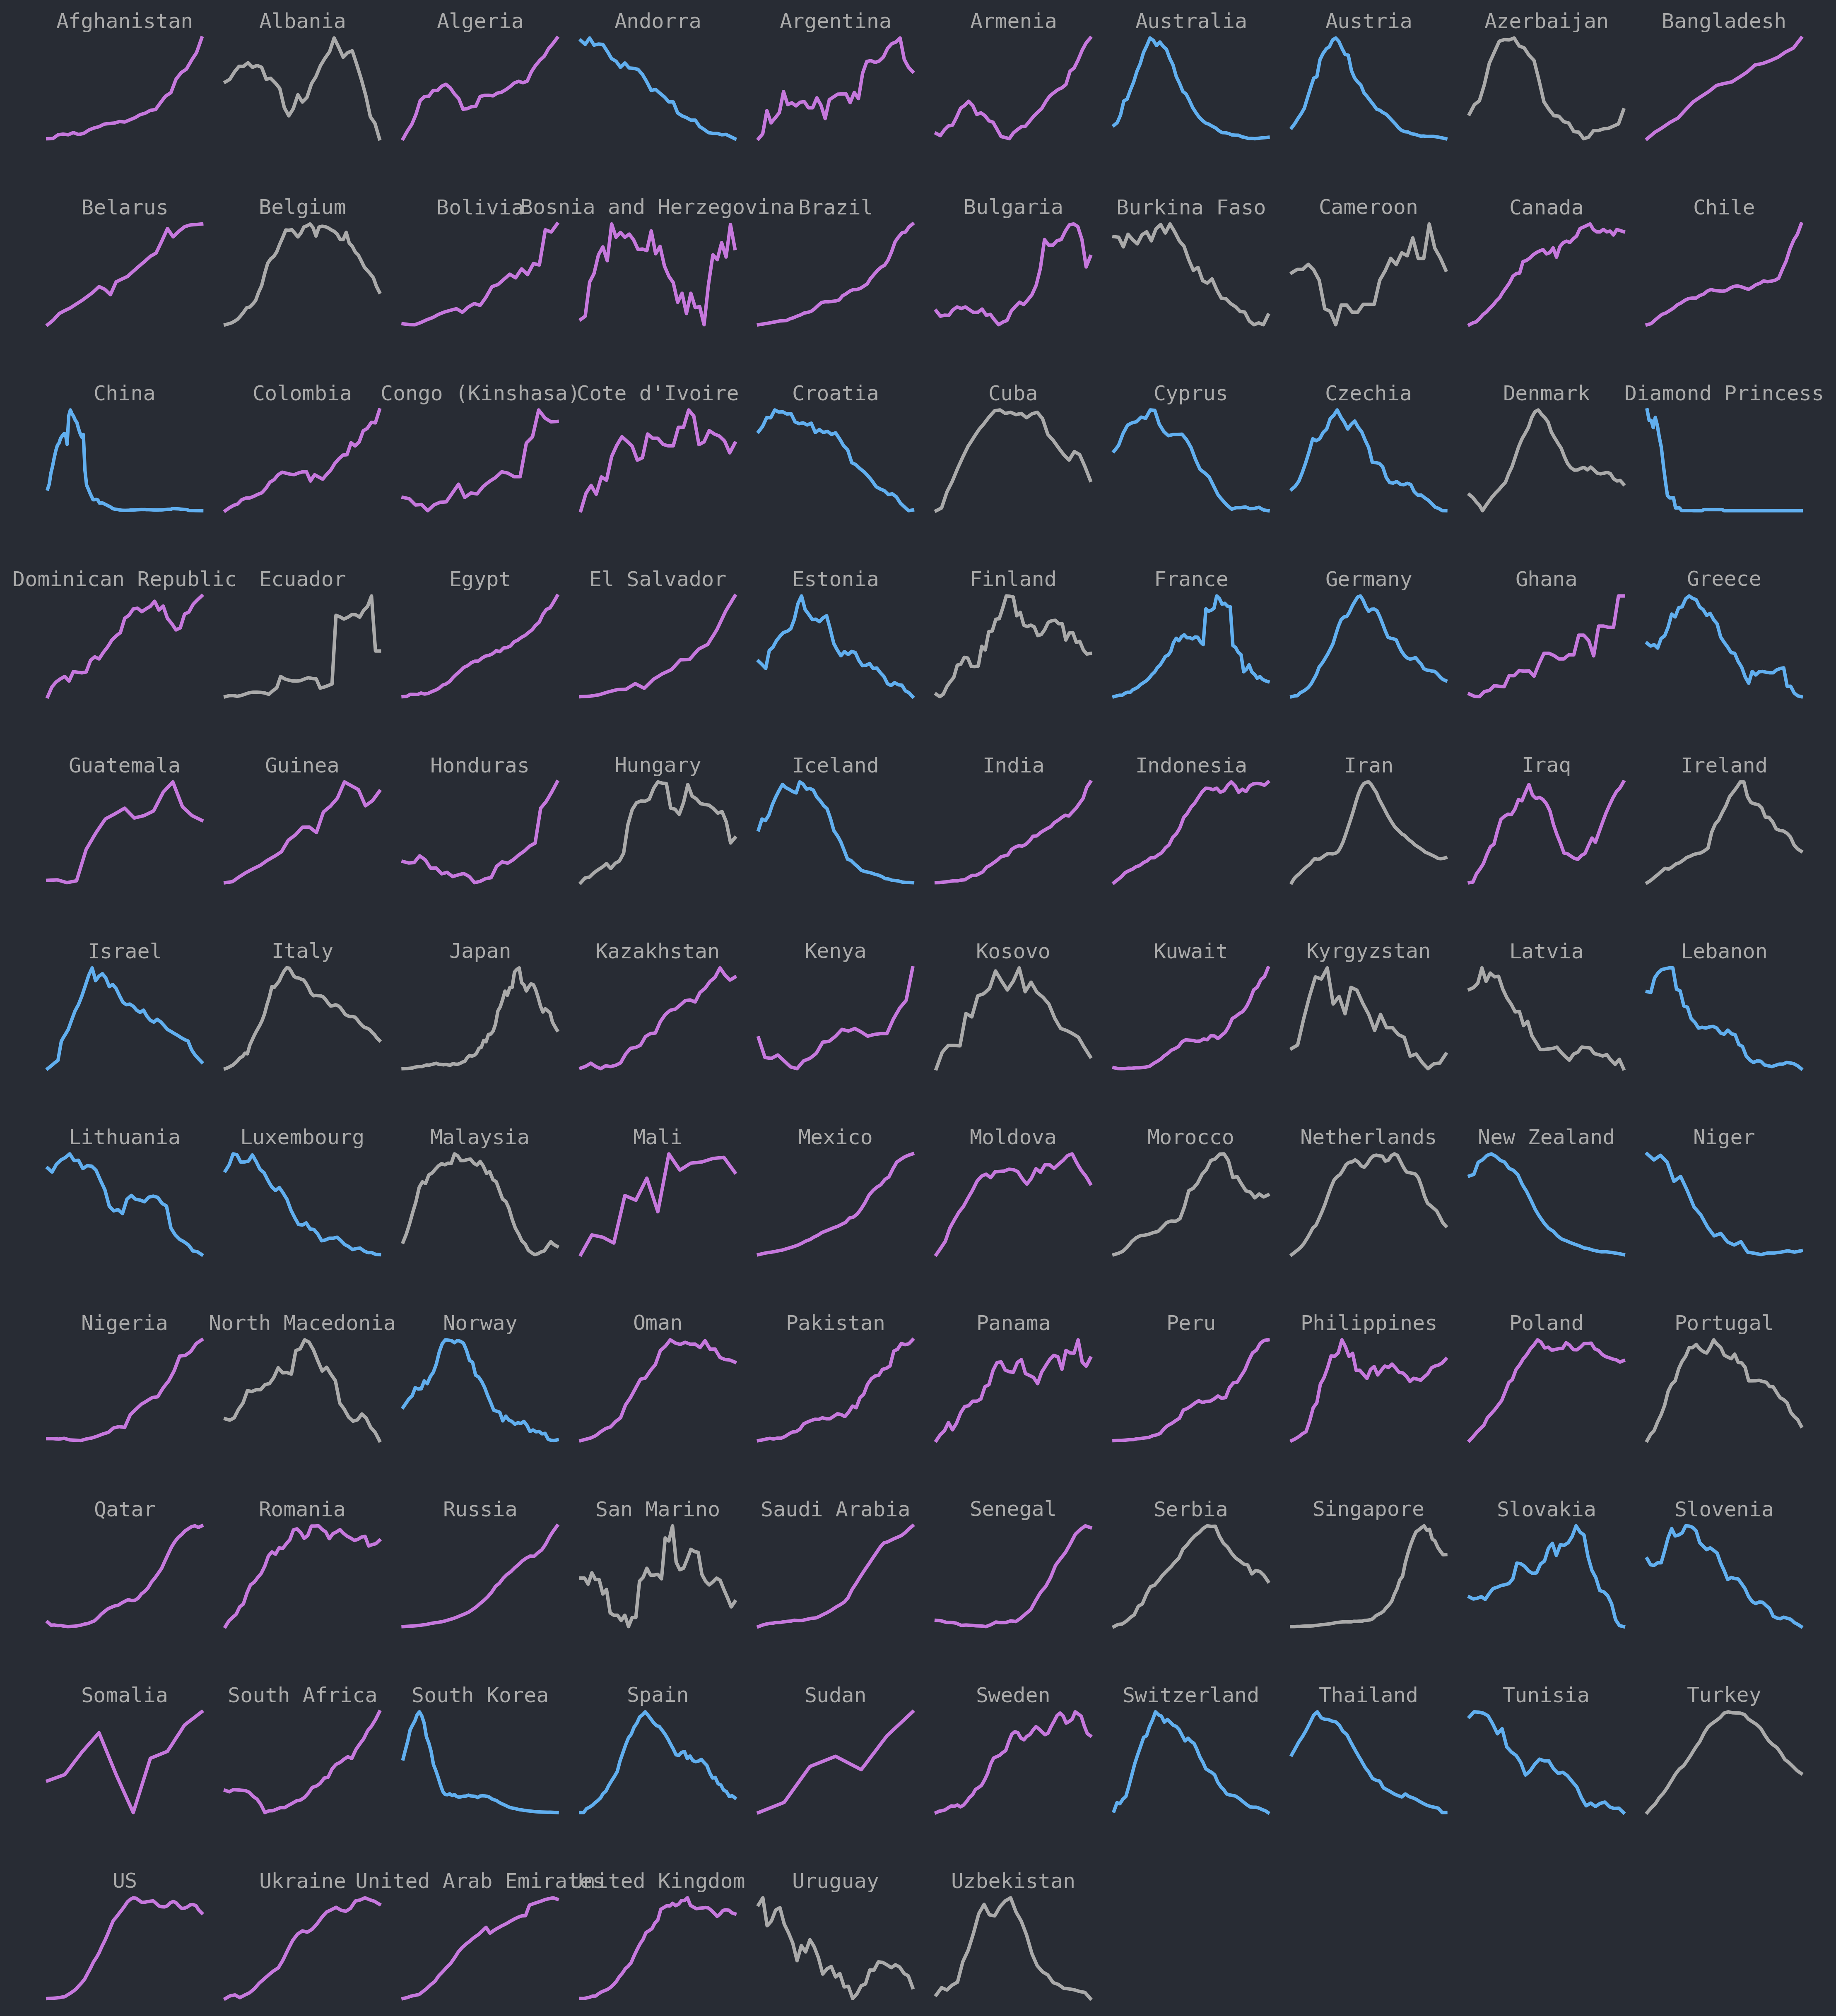 Afghanistan Albania Algeria Andorra Argentina Armenia Australia Austria Azerbaijan Bangladesh
Belarus Belgium Bolivia Bosnia and Herzegovina Brazil Bulgaria Burkina Faso Cameroon Canada Chile
China Colombia Congo (Kinshasa) Cote d'Ivoire Croatia Cuba Cyprus Czechia Denmark Diamond Princess
Dominican Republic Ecuador Egypt El Salvador Estonia Finland France Germany Ghana Greece
Guatemala Guinea Honduras Hungary Iceland India Indonesia Iran Iraq Ireland
Israel Italy Japan Kazakhstan Kenya Kosovo Kuwait Kyrgyzstan Latvia Lebanon
Lithuania Luxembourg Malaysia Mali Mexico Moldova Morocco Netherlands New Zealand Niger
Nigeria North Macedonia Norway Oman Pakistan Panama Peru Philippines Poland Portugal
Qatar Romania Russia San Marino Saudi Arabia Senegal Serbia Singapore Slovakia Slovenia
Somalia South Africa South Korea Spain Sudan Sweden Switzerland Thailand Tunisia Turkey
US Ukraine United Arab Emirates United Kingdom Uruguay Uzbekistan